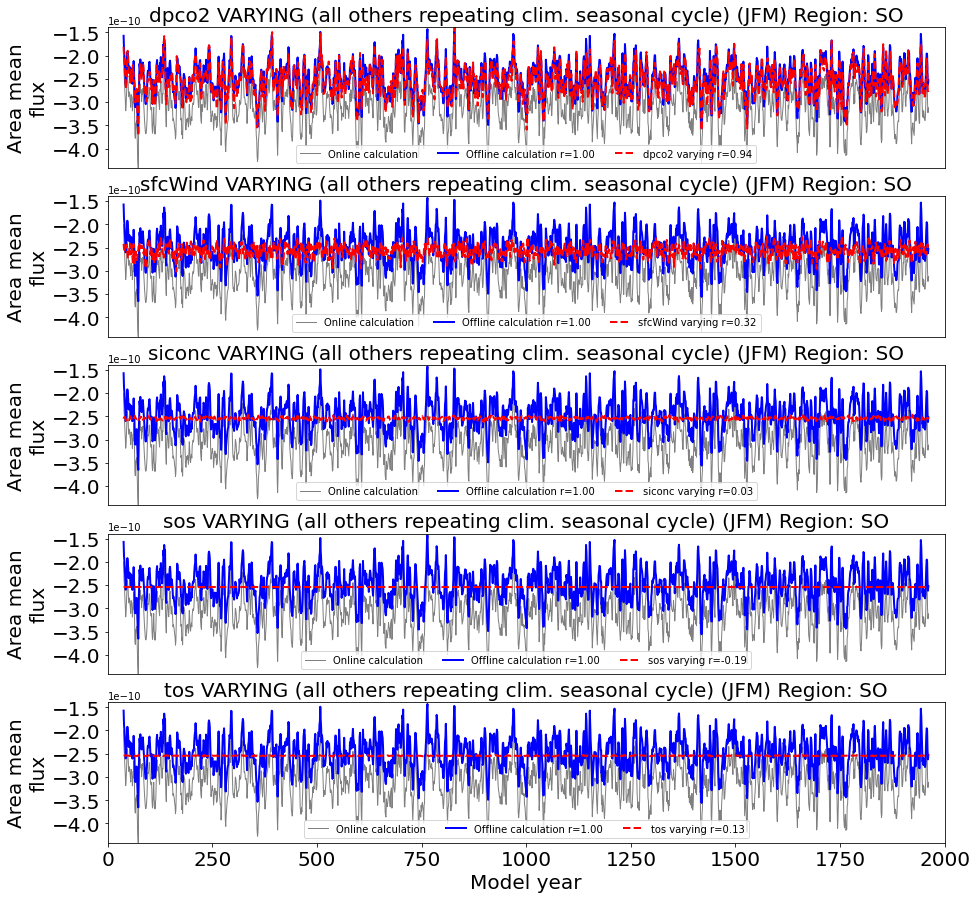 1e−10
dpco2 VARYING (all others repeating clim. seasonal cycle) (JFM) Region: SO
−1.5
−2.0
−2.5
−3.0
−3.5
−4.0
Area mean
flux
Online calculation
Offline calculation r=1.00
dpco2 varying r=0.94
1e−10
sfcWind VARYING (all others repeating clim. seasonal cycle) (JFM) Region: SO
−1.5
−2.0
−2.5
−3.0
−3.5
−4.0
Area mean
flux
Online calculation
Offline calculation r=1.00
sfcWind varying r=0.32
1e−10
siconc VARYING (all others repeating clim. seasonal cycle) (JFM) Region: SO
−1.5
−2.0
−2.5
−3.0
−3.5
−4.0
Area mean
flux
Online calculation
Offline calculation r=1.00
siconc varying r=0.03
1e−10
sos VARYING (all others repeating clim. seasonal cycle) (JFM) Region: SO
−1.5
−2.0
−2.5
−3.0
−3.5
−4.0
Area mean
flux
Online calculation
Offline calculation r=1.00
sos varying r=-0.19
1e−10
tos VARYING (all others repeating clim. seasonal cycle) (JFM) Region: SO
−1.5
−2.0
−2.5
−3.0
−3.5
−4.0
Area mean
flux
Online calculation
Offline calculation r=1.00
tos varying r=0.13
0 250 500 750 1000 1250 1500 1750 2000
Model year